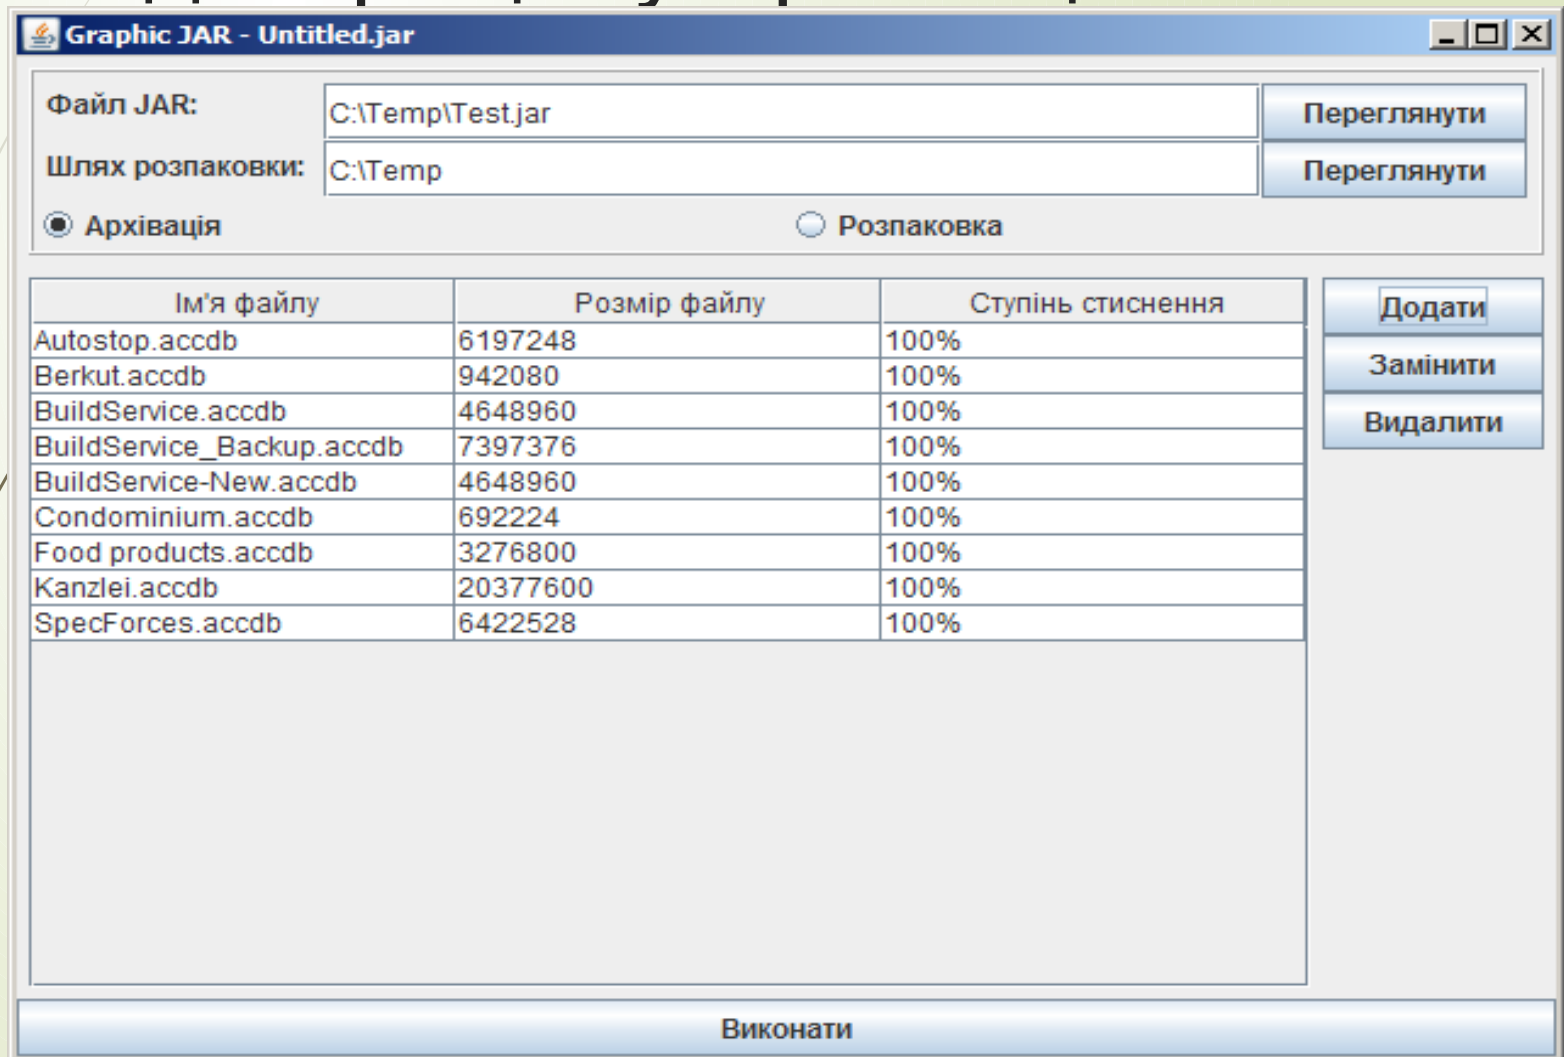 Graphic JAR - Untitled.jar
Файл JAR: C:\Temp\Test.jar Переглянути
Шлях розпаковки: C:\Temp Переглянути
Архівація Розпаковка
Ім'я файлу Розмір файлу Ступінь стиснення Додати
Autostop.accdb 6197248 100%
Berkut.accdb 942080 100% Замінити
BuildService.accdb 4648960 100% Видалити
BuildService_Backup.accdb 7397376 100%
BuildService-New.accdb 4648960 100%
Condominium.accdb 692224 100%
Food products.accdb 3276800 100%
Kanzlei.accdb 20377600 100%
SpecForces.accdb 6422528 100%
Виконати